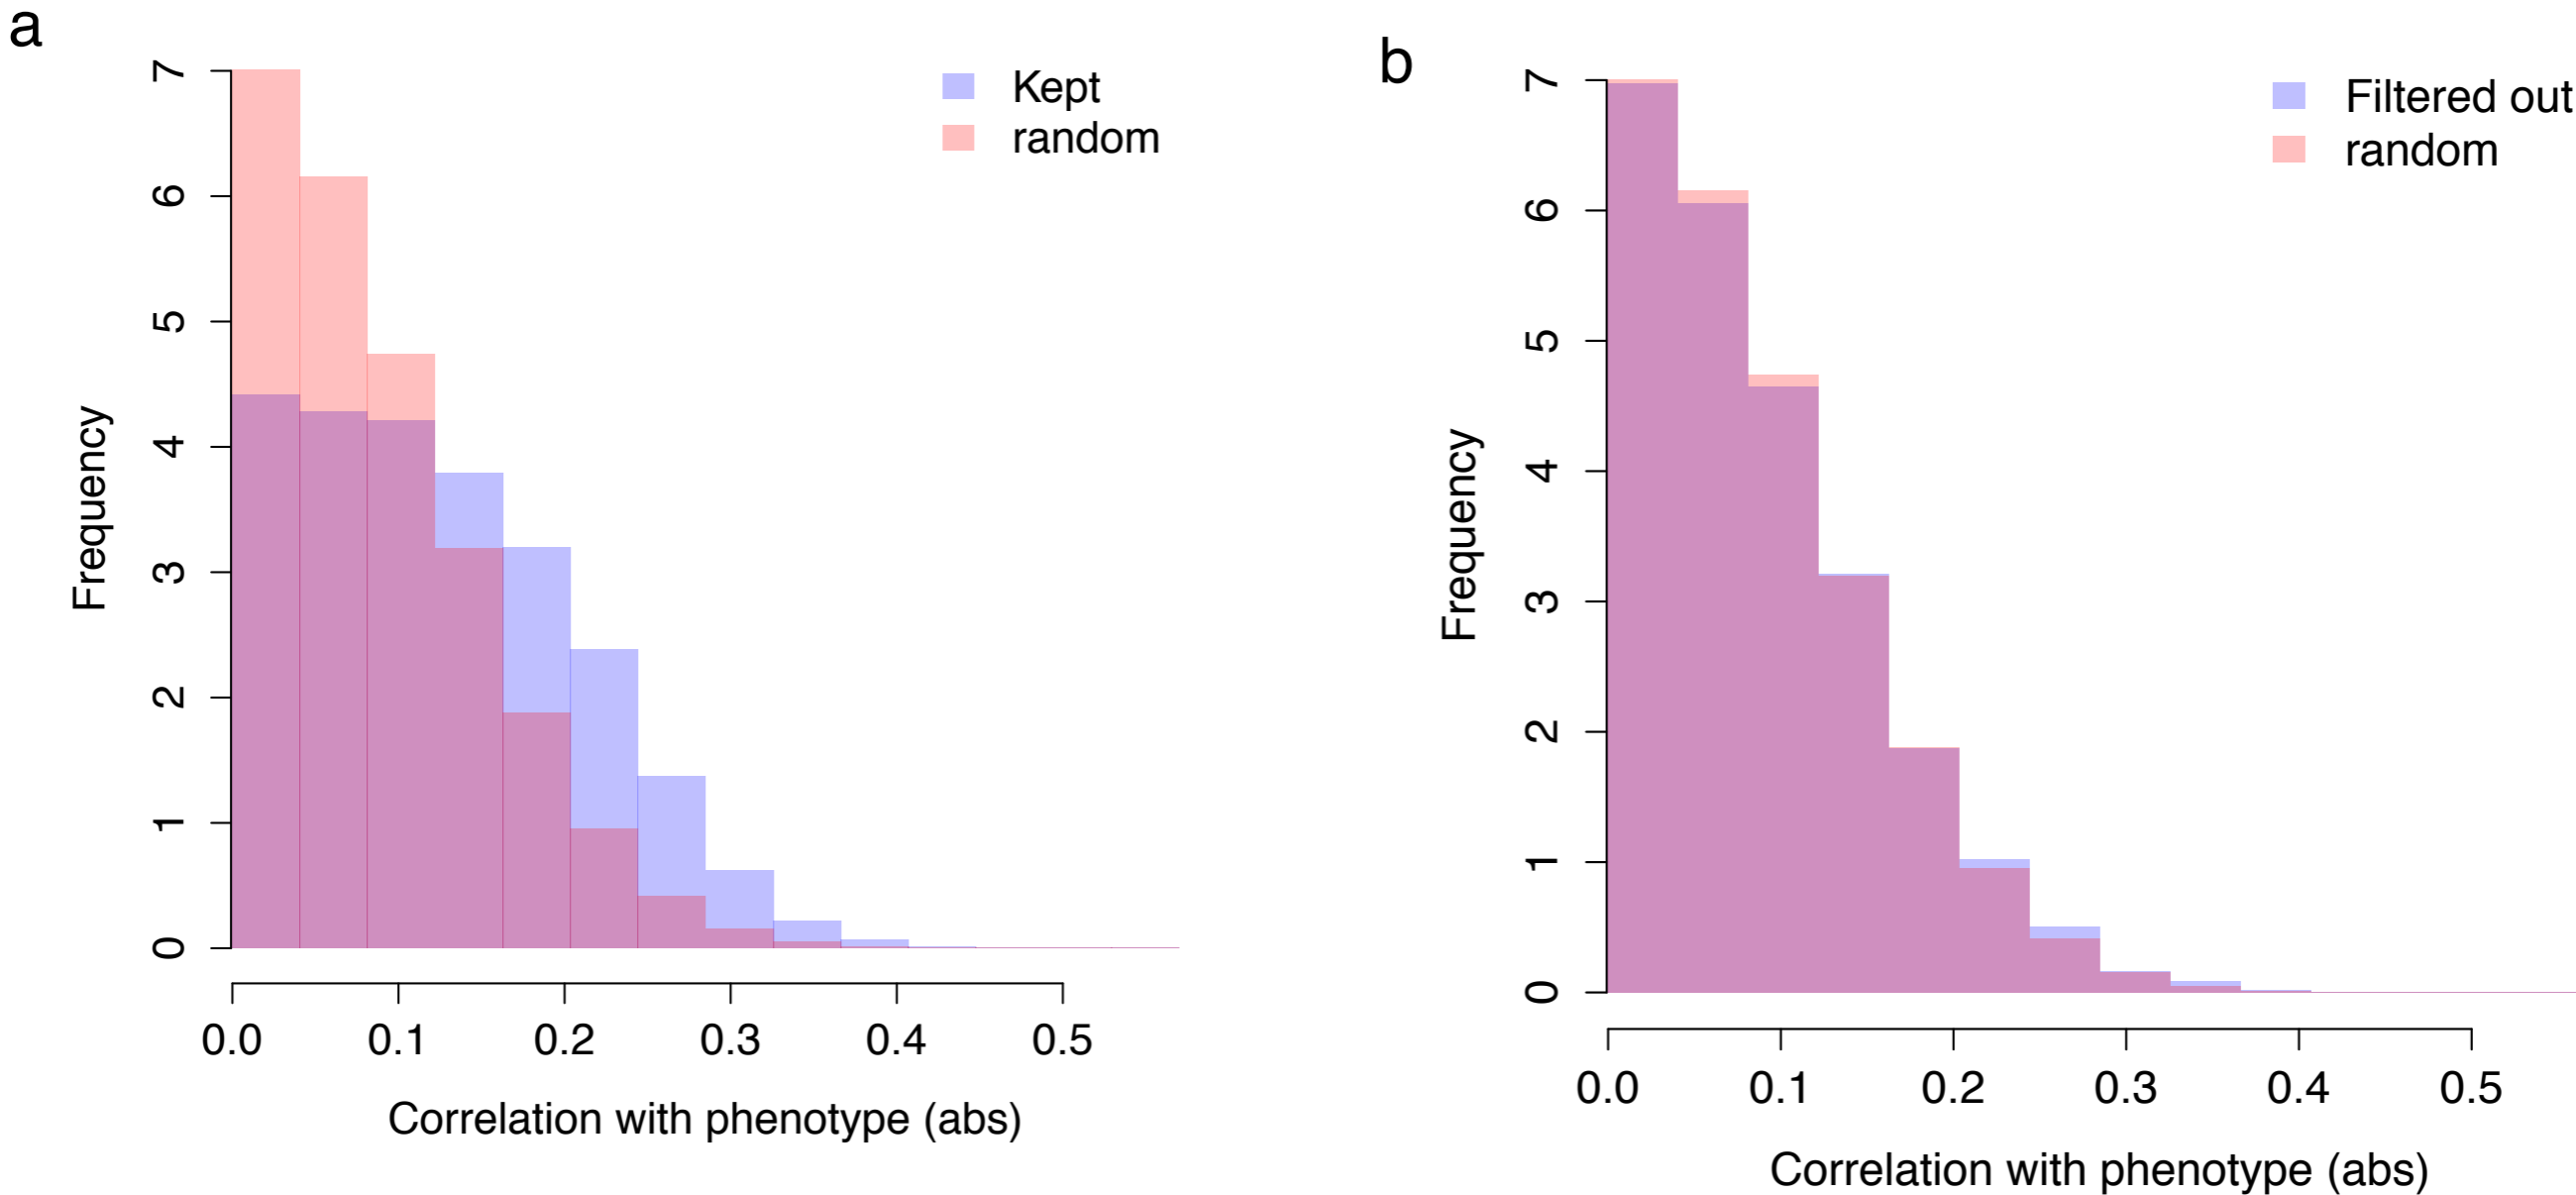 a
7
6
5
4
3
2
1
0
Frequency
Kept
random
0.0 0.1 0.2 0.3 0.4 0.5
Correlation with phenotype (abs)
b
7
6
5
4
3
2
1
0
Frequency
Filtered out
random
0.0 0.1 0.2 0.3 0.4 0.5
Correlation with phenotype (abs)